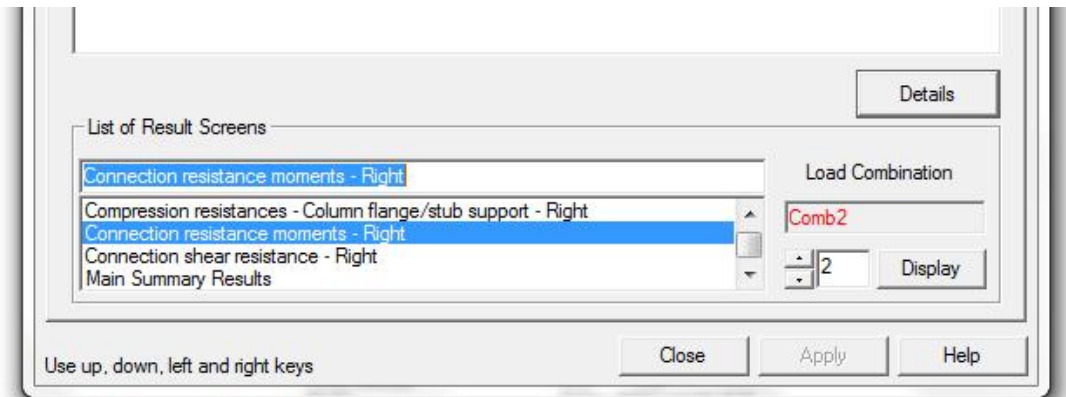 Details
List of Result Screens
Connection resistance moments - Right
Load Combination
Compression resistances - Column flange/stub support - Right
Connection resistance moments - Right
Connection shear resistance - Right
Main Summary Results
Comb2
2
Display
Use up, down, left and right keys
Close
Apply
Help